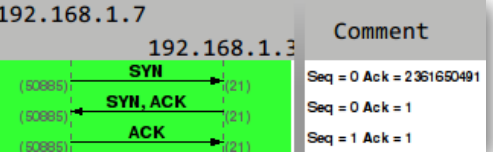 192.168.1.7
192.168.1.3
Comment
SYN
(50885) (21)
Seq = 0 Ack = 2361650491
SYN, ACK
(50885) (21)
Seq = 0 Ack = 1
ACK
(50885) (21)
Seq = 1 Ack = 1